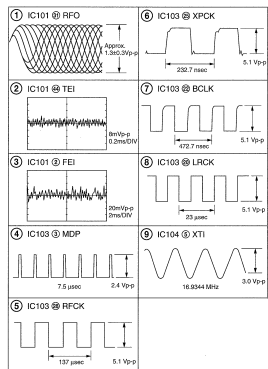 ① IC101 ㉛ RFO
Approx.
1.3±0.3Vp-p
② IC101 ㊹ TEI
8mVp-p
0.2ms/DIV
③ IC101 ② FEI
20mVp-p
2ms/DIV
④ IC103 ③ MDP
7.5 μsec
2.4 Vp-p
⑤ IC103 ㉘ RFCK
137 μsec
5.1 Vp-p
⑥ IC103 ㉕ XPCK
232.7 nsec
5.1 Vp-p
⑦ IC103 ㉒ BCLK
472.7 nsec
5.1 Vp-p
⑧ IC103 ⑳ LRCK
23 μsec
5.1 Vp-p
⑨ IC104 ⑤ XTI
16.9344 MHz
3.0 Vp-p